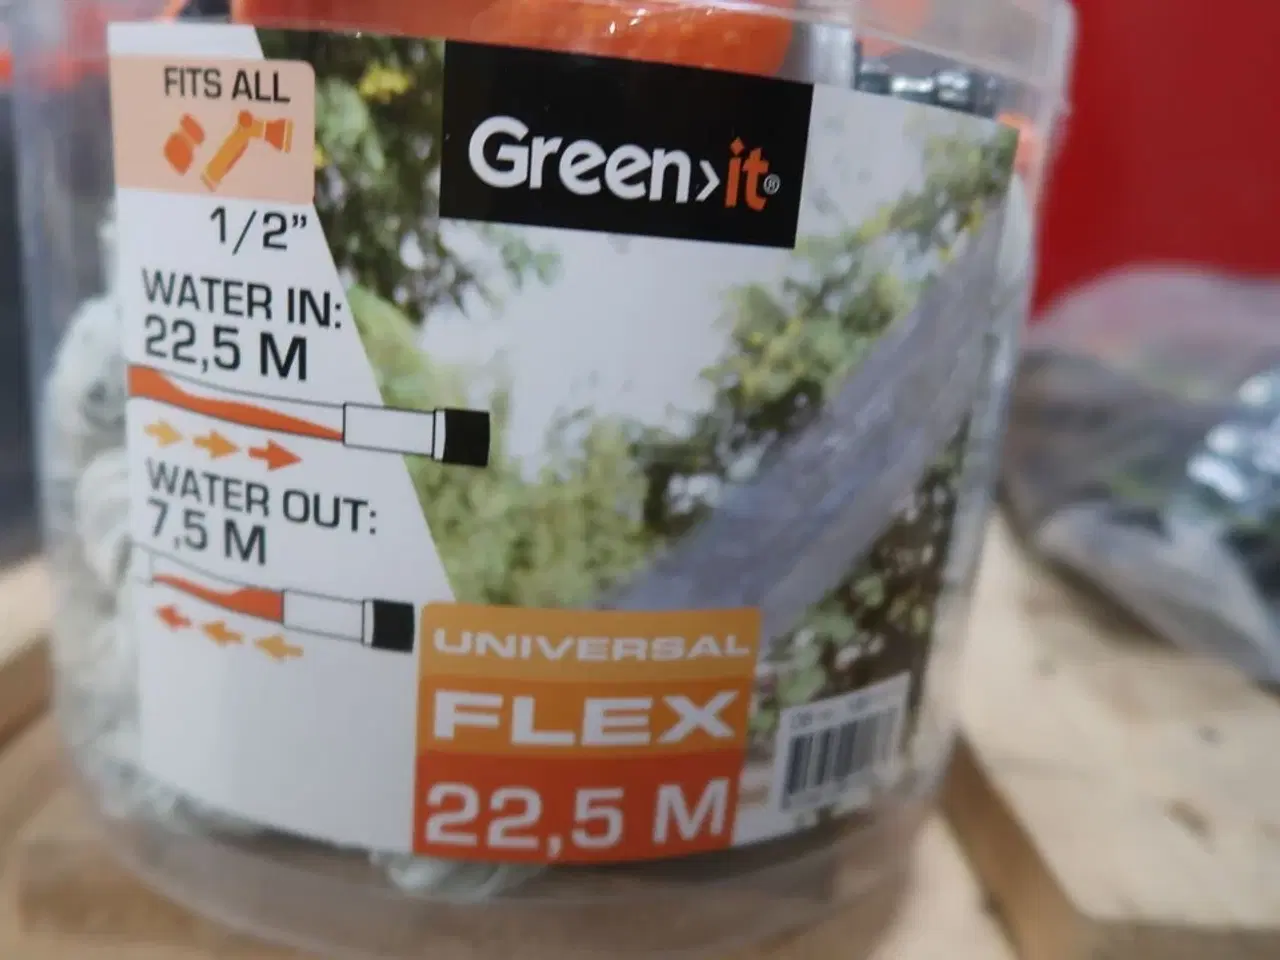 FITS ALL
Green›it®
1/2"
WATER IN:
22,5 M
WATER OUT:
7,5 M
UNIVERSAL
FLEX
22,5 M